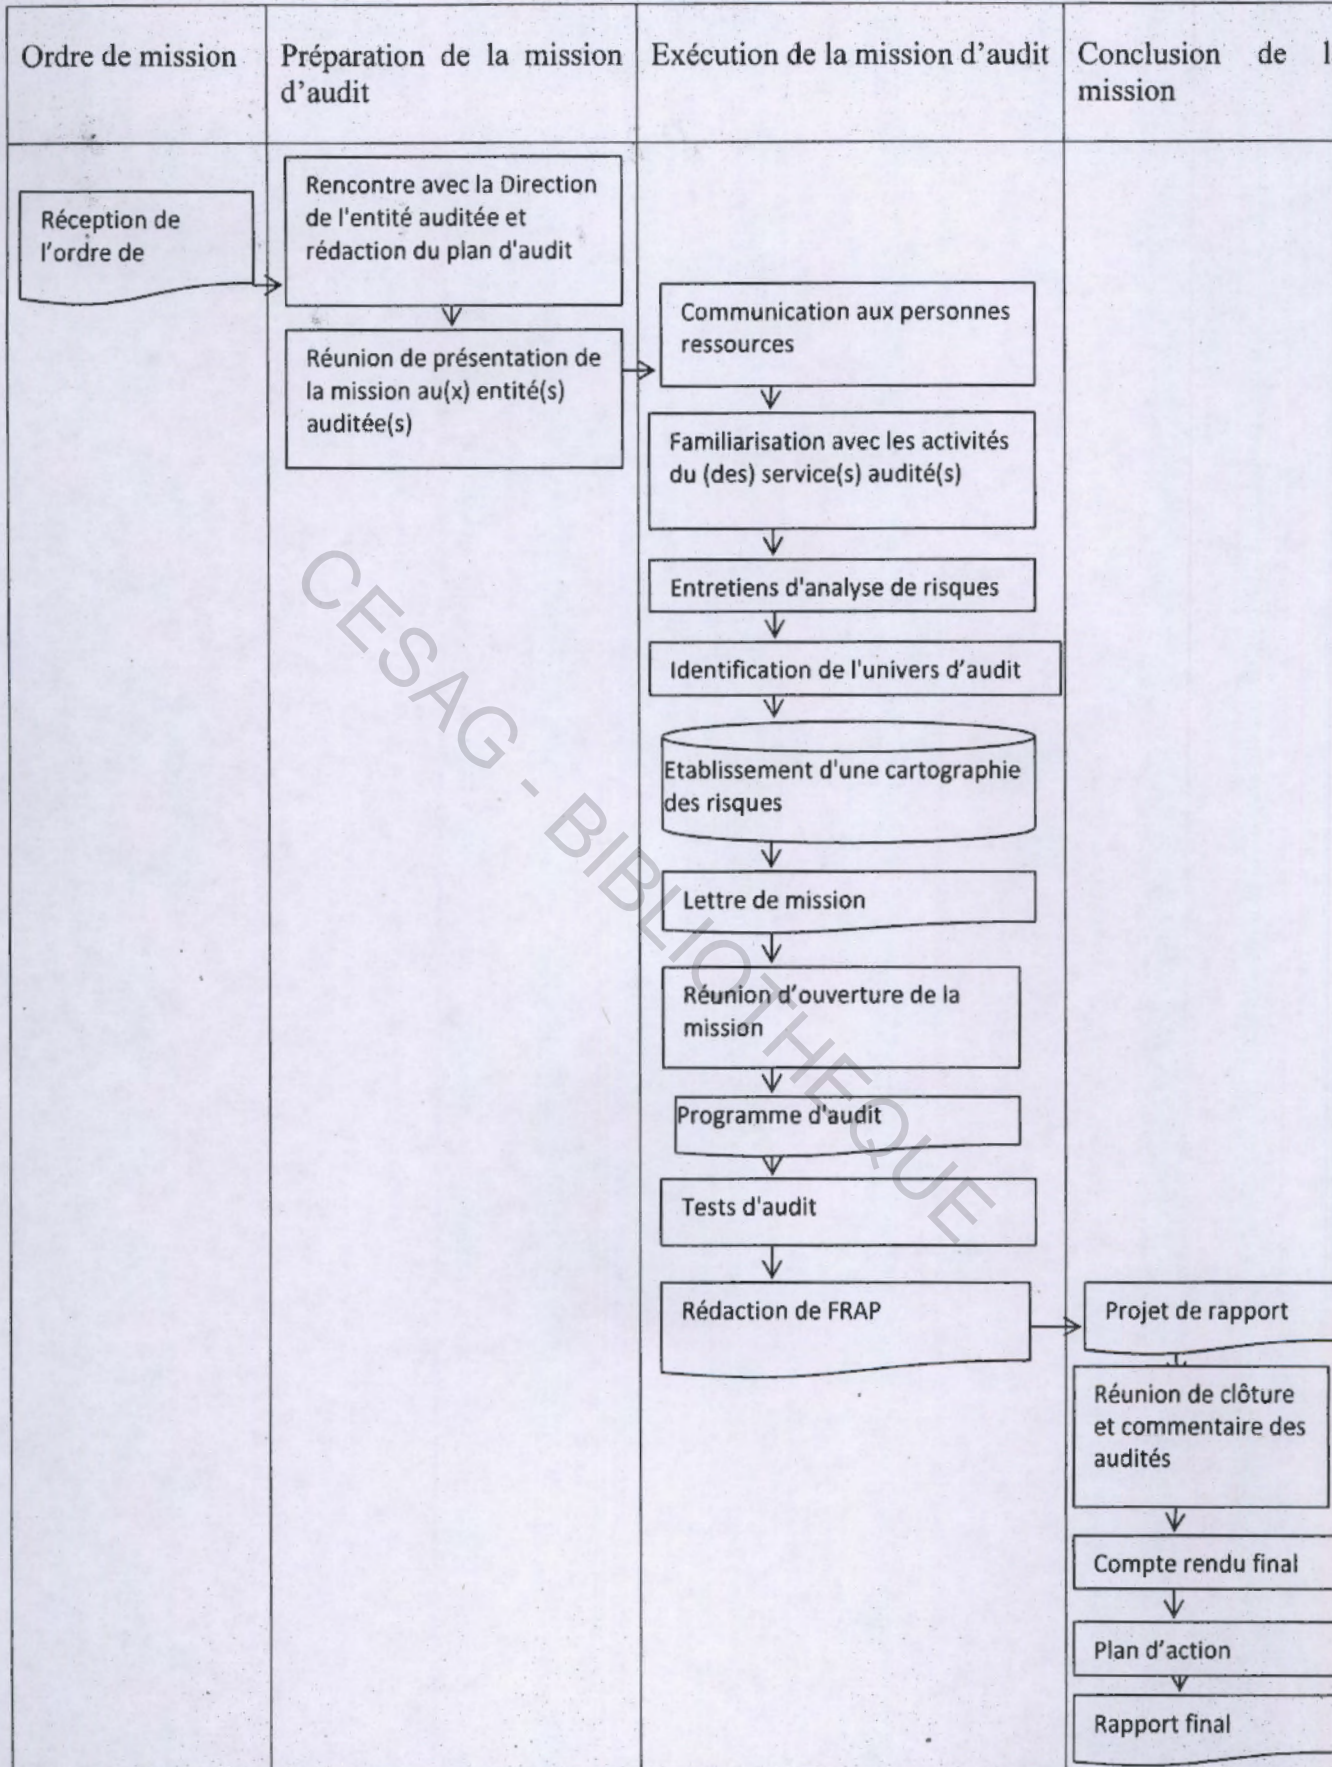 Ordre de mission
Préparation de la mission
d'audit
Exécution de la mission d'audit
Conclusion de l
mission
Réception de
l'ordre de
Rencontre avec la Direction
de l'entité auditée et
rédaction du plan d'audit
Réunion de présentation de
la mission au(x) entité(s)
auditée(s)
Communication aux personnes
ressources
Familiarisation avec les activités
du (des) service(s) audité(s)
Entretiens d'analyse de risques
Identification de l'univers d'audit
Etablissement d'une cartographie
des risques
Lettre de mission
Réunion d'ouverture de la
mission
Programme d'audit
Tests d'audit
Rédaction de FRAP
Projet de rapport
Réunion de clôture
et commentaire des
audités
Compte rendu final
Plan d'action
Rapport final
CESAG - BIBLIOTHEQUE